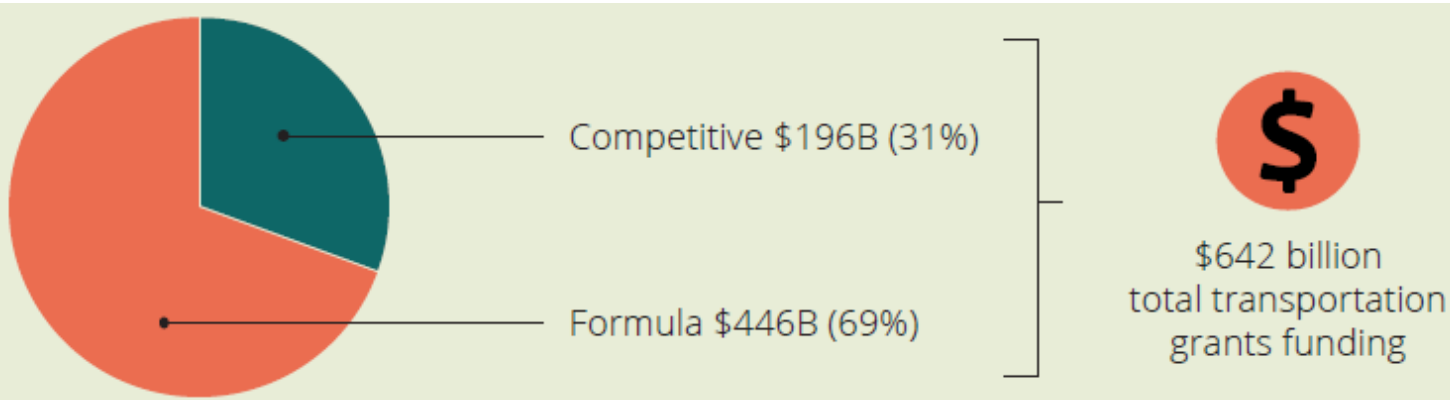 Competitive $196B (31%)
Formula $446B (69%)
$
$642 billion
total transportation
grants funding